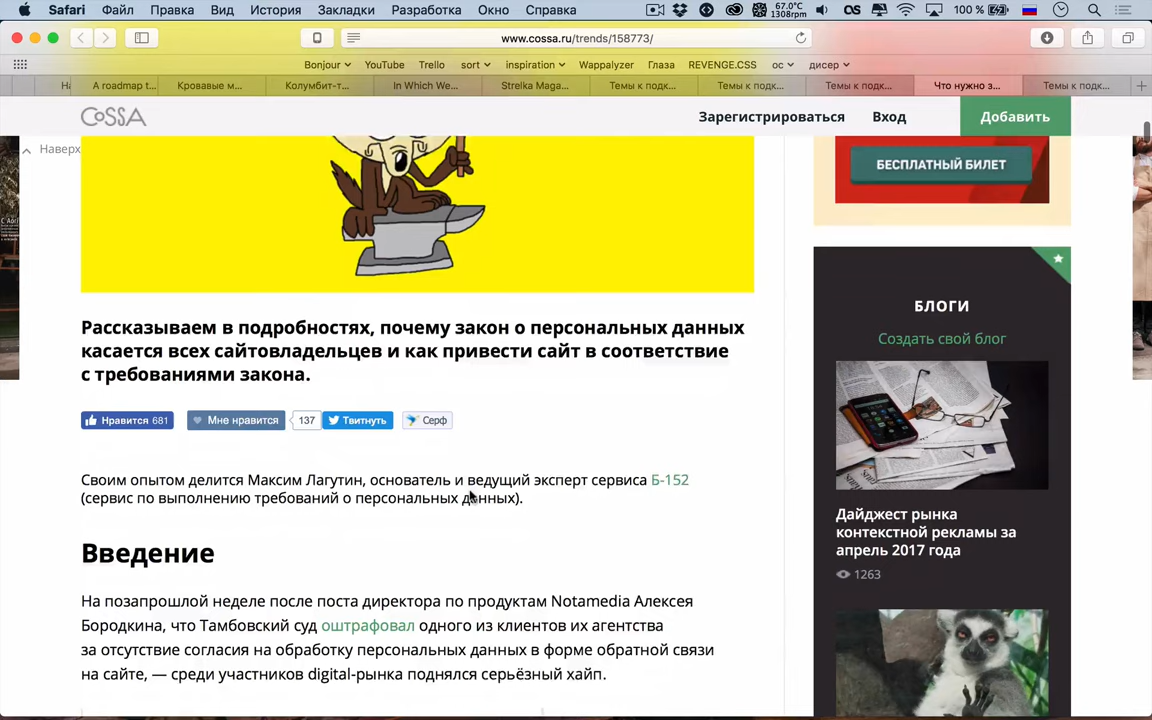 Safari Файл Правка Вид История Закладки Разработка Окно Справка 67.0°C 1308rpm 100 %
www.cossa.ru/trends/158773/
Bonjour YouTube Trello sort inspiration Wappalyzer Глаза REVENGE.CSS ос дисер
На A roadmap t... Кровавые м... Колумбит-т... In Which We... Strelka Maga... Темы к подк... Темы к подк... Темы к подк... Что нужно з... Темы к подк...
COSSA Зарегистрироваться Вход Добавить
Наверх
БЕСПЛАТНЫЙ БИЛЕТ
Рассказываем в подробностях, почему закон о персональных данных
касается всех сайтовладельцев и как привести сайт в соответствие
с требованиями закона.
Нравится 681 Мне нравится 137 Твитнуть Серф
Своим опытом делится Максим Лагутин, основатель и ведущий эксперт сервиса Б-152
(сервис по выполнению требований о персональных данных).
Введение
На позапрошлой неделе после поста директора по продуктам Notamedia Алексея
Бородкина, что Тамбовский суд оштрафовал одного из клиентов их агентства
за отсутствие согласия на обработку персональных данных в форме обратной связи
на сайте, — среди участников digital-рынка поднялся серьёзный хайп.
БЛОГИ
Создать свой блог
Дайджест рынка
контекстной рекламы за
апрель 2017 года
1263